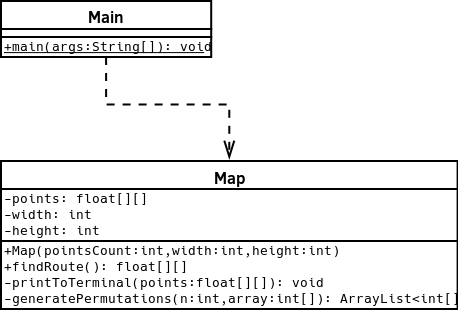 Main
+main(args:String[]): void
Map
-points: float[][]
-width: int
-height: int
+Map(pointsCount:int,width:int,height:int)
+findRoute(): float[][]
-printToTerminal(points:float[][]): void
-generatePermutations(n:int,array:int[]): ArrayList<int[]